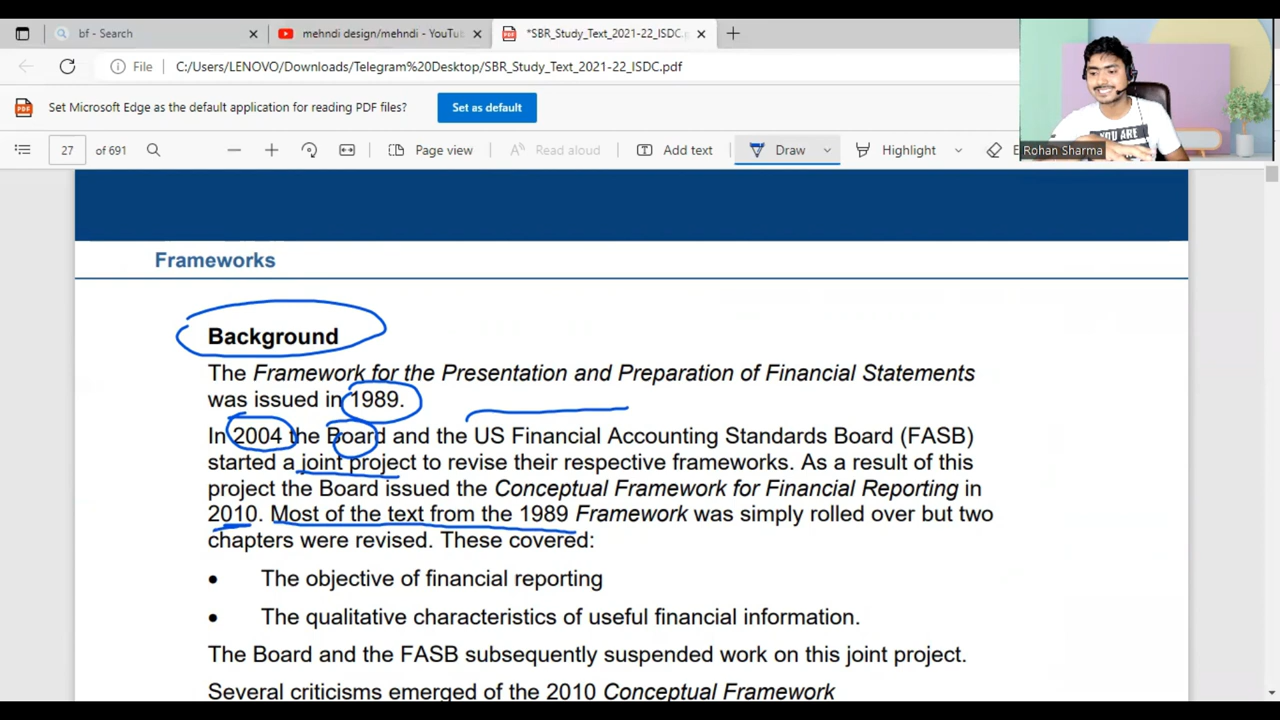 bf - Search
mehndi design/mehndi - YouTu
*SBR_Study_Text_2021-22_ISDC.p
File C:/Users/LENOVO/Downloads/Telegram%20Desktop/SBR_Study_Text_2021-22_ISDC.pdf
Set Microsoft Edge as the default application for reading PDF files? Set as default
YOU ARE
Rohan Sharma
27 of 691 Page view Read aloud Add text Draw Highlight E
Frameworks
Background
The Framework for the Presentation and Preparation of Financial Statements
was issued in 1989.
In 2004 the Board and the US Financial Accounting Standards Board (FASB)
started a joint project to revise their respective frameworks. As a result of this
project the Board issued the Conceptual Framework for Financial Reporting in
2010. Most of the text from the 1989 Framework was simply rolled over but two
chapters were revised. These covered:
• The objective of financial reporting
• The qualitative characteristics of useful financial information.
The Board and the FASB subsequently suspended work on this joint project.
Several criticisms emerged of the 2010 Conceptual Framework